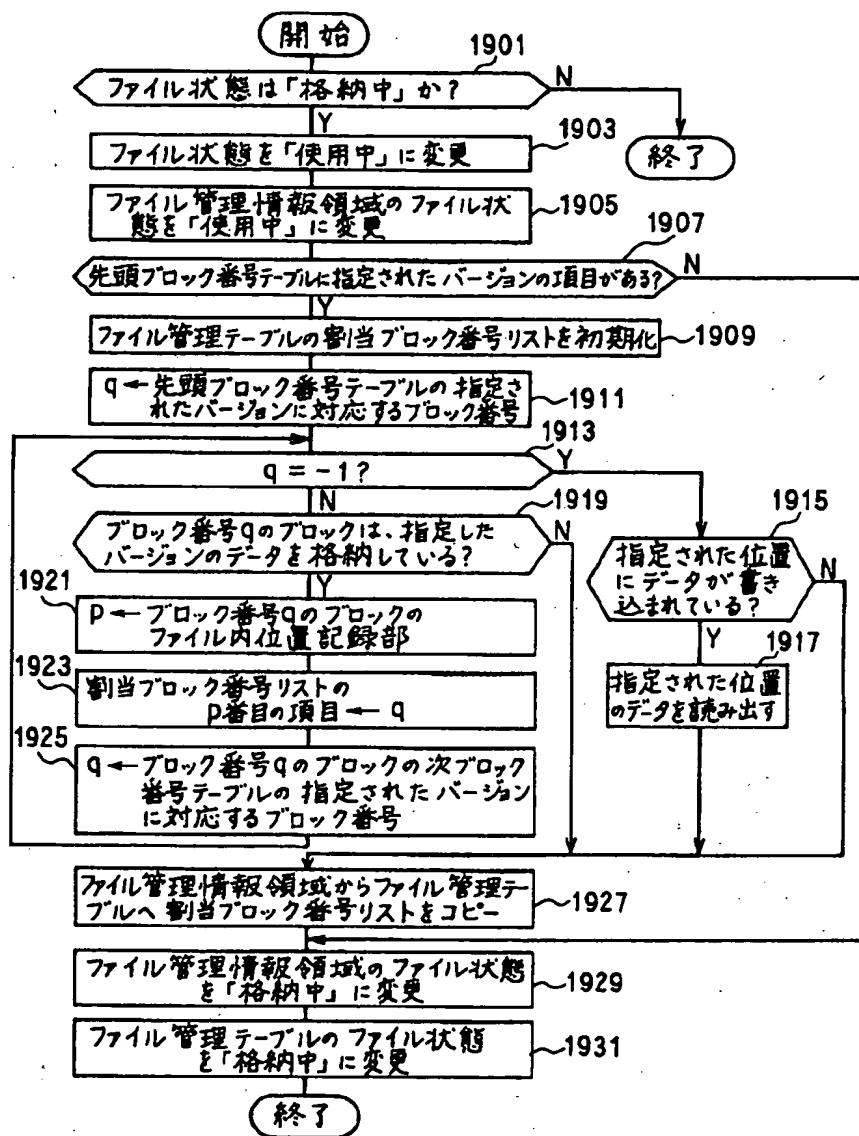 開始
1901
ファイル状態は「格納中」か?
N
Y
1903
ファイル状態を「使用中」に変更
終了
ファイル管理情報領域のファイル状
態を「使用中」に変更
1905
1907
先頭ブロック番号テーブルに指定されたバージョンの項目がある?
N
Y
ファイル管理テーブルの割当ブロック番号リストを初期化
1909
q←先頭ブロック番号テーブルの指定さ
れたバージョンに対応するブロック番号
1911
1913
q=-1?
Y
N
1919
ブロック番号qのブロックは、指定した
バージョンのデータを格納している?
N
Y
1915
指定された位置
にデータが書き
込まれている?
N
Y
1917
指定された位置
のデータを読み出す
1921
P←ブロック番号qのブロックの
ファイル内位置記録部
1923
割当ブロック番号リストの
P番目の項目←q
1925
q←ブロック番号qのブロックの次ブロック
番号テーブルの指定されたバージョン
に対応するブロック番号
ファイル管理情報領域からファイル管理テー
ブルへ割当ブロック番号リストをコピー
1927
ファイル管理情報領域のファイル状態
を「格納中」に変更
1929
ファイル管理テーブルのファイル状態
を「格納中」に変更
1931
終了